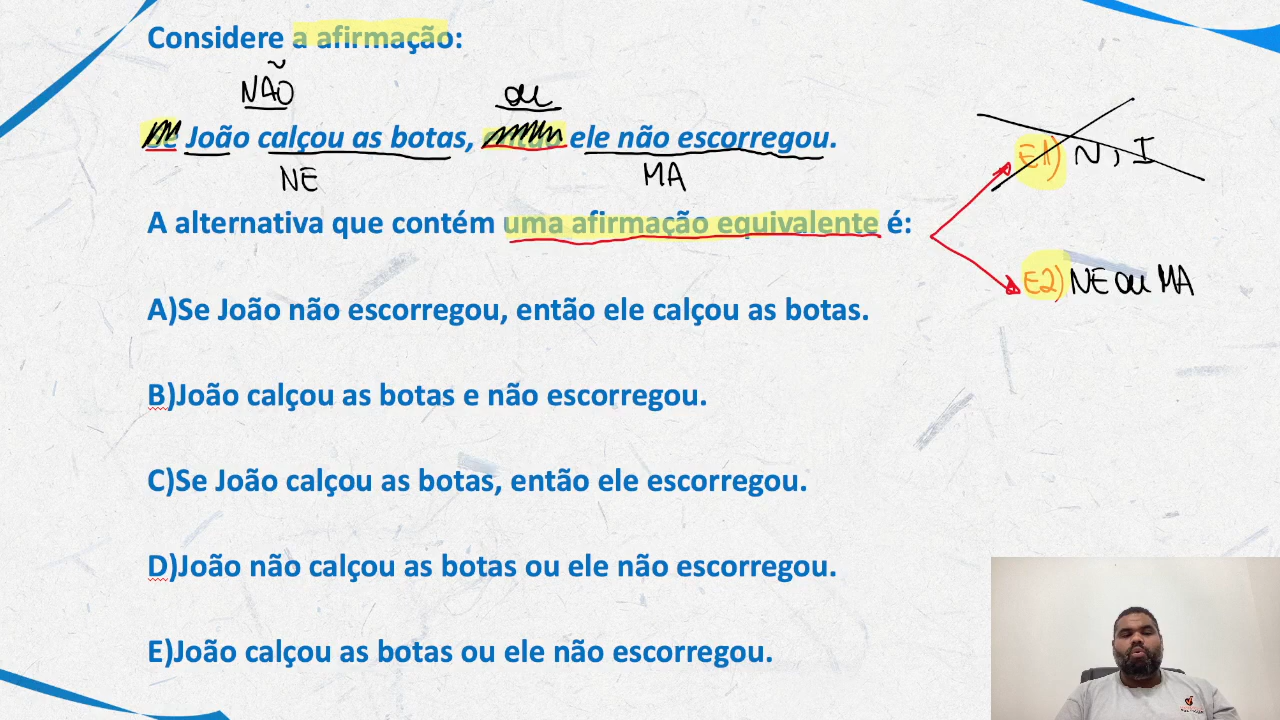 Considere a afirmação:
NÃO
ou
Se João calçou as botas, então ele não escorregou.
NE
MA
E1) N, I
A alternativa que contém uma afirmação equivalente é:
E2) NE ou MA
A)Se João não escorregou, então ele calçou as botas.
B)João calçou as botas e não escorregou.
C)Se João calçou as botas, então ele escorregou.
D)João não calçou as botas ou ele não escorregou.
E)João calçou as botas ou ele não escorregou.